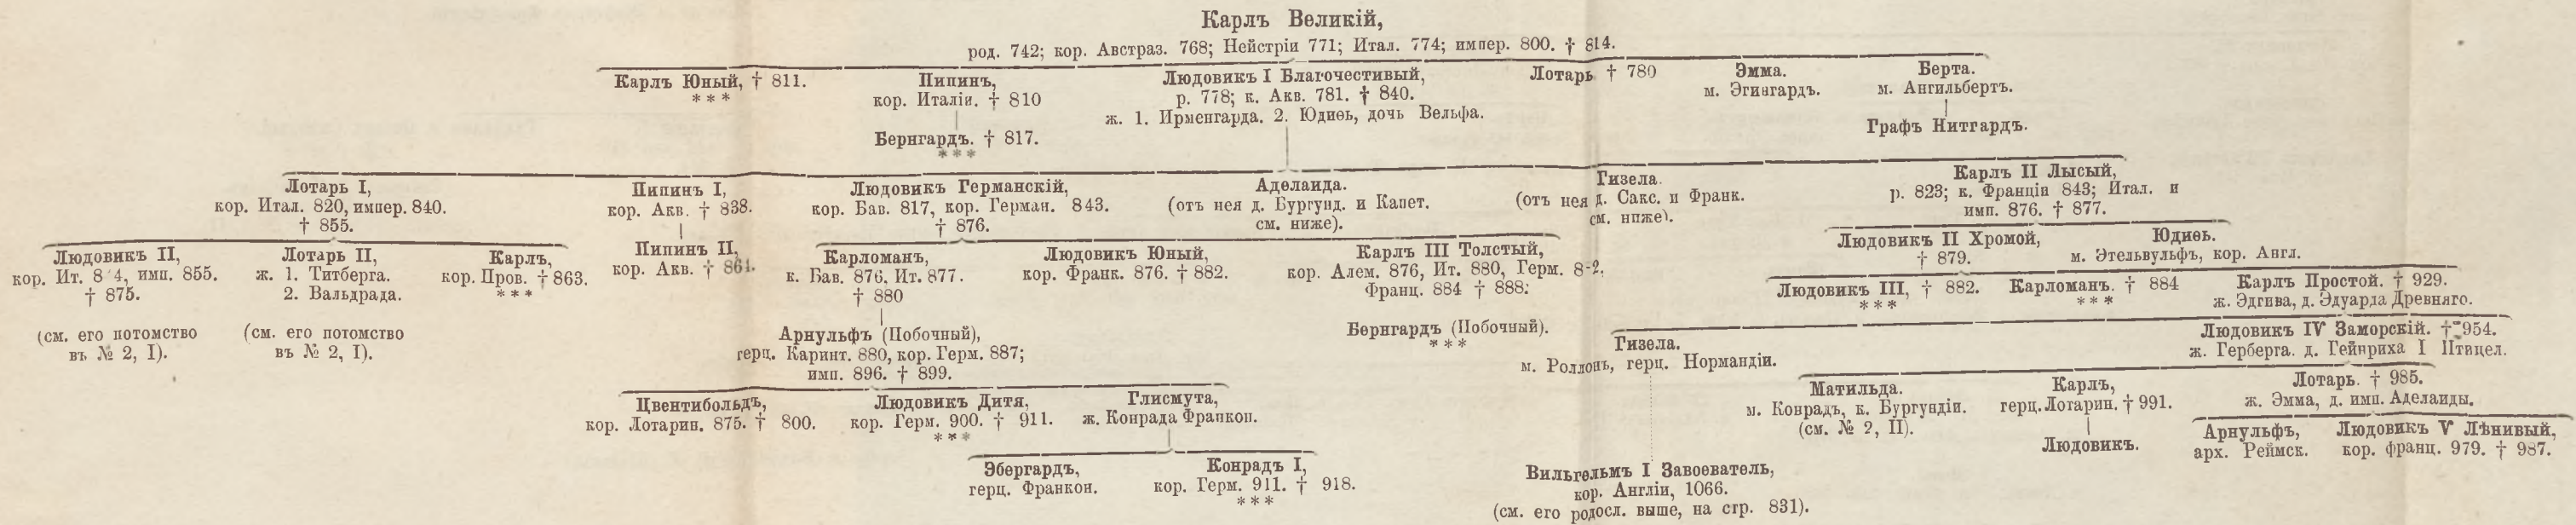 Карлъ Великій,
род. 742; кор. Австраз. 768; Нейстріи 771; Итал. 774; импер. 800. † 814.
Карлъ Юный, † 811.
* * *
Пипинъ,
кор. Италіи. † 810
Бернгардъ. † 817.
* * *
Людовикъ I Благочестивый,
р. 778; к. Акв. 781. † 840.
ж. 1. Ирменгарда. 2. Юдиѳь, дочь Вельфа.
Лотарь † 780
Эмма.
м. Эгингардъ.
Берта.
м. Ангильбертъ.
Графъ Нитгардъ.
Лотарь I,
кор. Итал. 820, импер. 840.
† 855.
Пипинъ I,
кор. Акв. † 838.
Пипинъ II,
кор. Акв. † 864.
Людовикъ Германскій,
кор. Бав. 817, кор. Герман. 843.
† 876.
Аделаида.
(отъ нея д. Бургунд. и Капет.
см. ниже).
Гизела.
(отъ нея д. Сакс. и Франк.
см. ниже).
Карлъ II Лысый,
р. 823; к. Франціи 843; Итал. и
имп. 876. † 877.
Людовикъ II,
кор. Ит. 8 4, имп. 855.
† 875.
(см. его потомство
въ № 2, I).
Лотарь II,
ж. 1. Титберга.
2. Вальдрада.
(см. его потомство
въ № 2, I).
Карлъ,
кор. Пров. † 863.
* * *
Карломанъ,
к. Бав. 876, Ит. 877.
† 880
Людовикъ Юный,
кор. Франк. 876. † 882.
Карлъ III Толстый,
кор. Алем. 876, Ит. 880, Герм. 8-2.
Франц. 884 † 888.
Людовикъ II Хромой,
† 879.
Юдиѳь.
м. Этельвульфъ, кор. Англ.
Людовикъ III, † 882.
* * *
Карломанъ. † 884
* * *
Карлъ Простой. † 929.
ж. Эдгива, д. Эдуарда Древняго.
Арнульфъ (Побочный),
герц. Каринт. 880, кор. Герм. 887;
имп. 896. † 899.
Бернгардъ (Побочный).
* * *
Гизела.
м. Роллонъ, герц. Нормандіи.
Людовикъ IV Заморскій. † 954.
ж. Герберга. д. Гейнриха I Птицел.
Цвентибольдъ,
кор. Лотарин. 875. † 800.
Людовикъ Дитя,
кор. Герм. 900. † 911.
* * *
Глисмута,
ж. Конрада Франкон.
Матильда.
м. Конрадъ, к. Бургундіи.
(см. № 2, II).
Карлъ,
герц. Лотарин. † 991.
Людовикъ.
Лотарь. † 985.
ж. Эмма, д. имп. Аделаиды.
Арнульфъ,
арх. Реймск.
Людовикъ V Лѣнивый,
кор. франц. 979. † 987.
Эбергардъ,
герц. Франкон.
Конрадъ I,
кор. Герм. 911. † 918.
* * *
Вильгельмъ I Завоеватель,
кор. Англіи, 1066.
(см. его родосл. выше, на стр. 831).